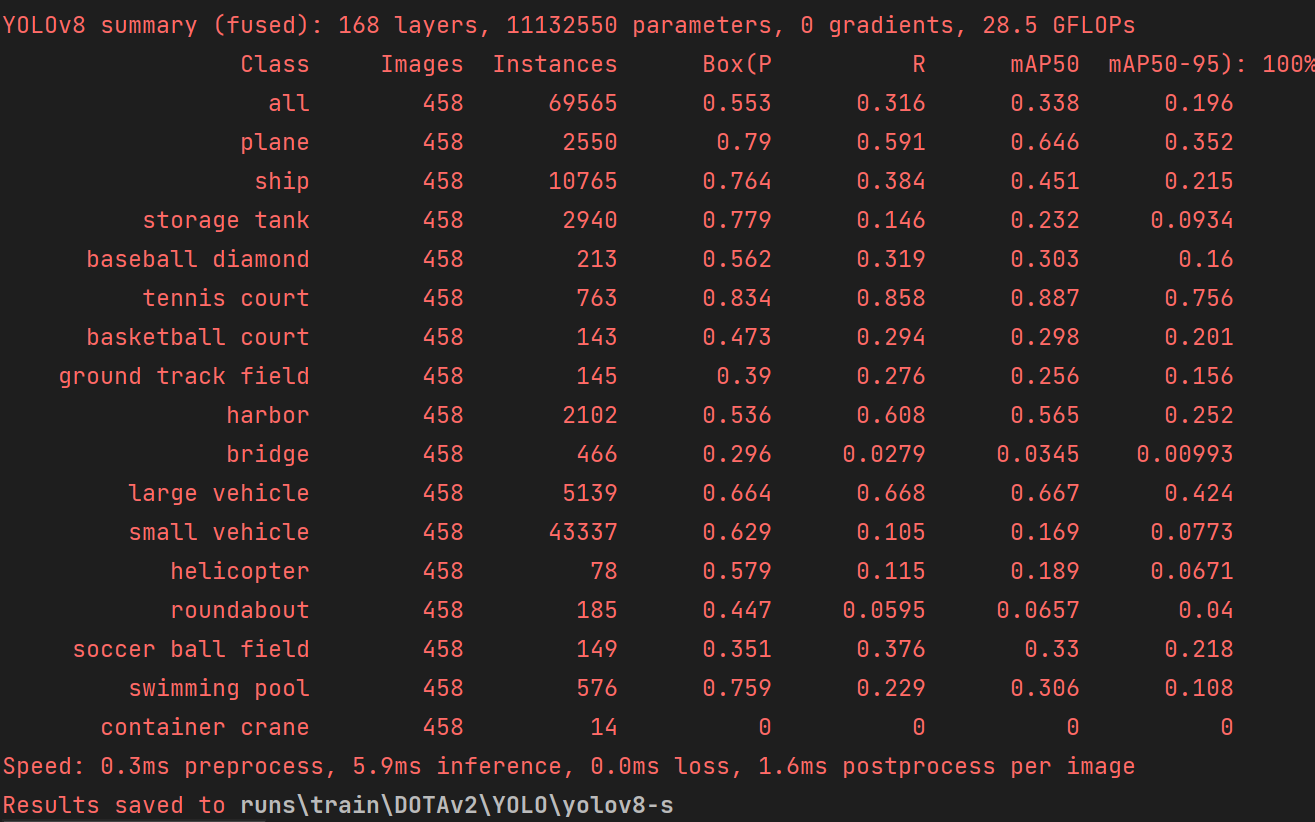 YOLOv8 summary (fused): 168 layers, 11132550 parameters, 0 gradients, 28.5 GFLOPs
Class Images Instances Box(P R mAP50 mAP50-95): 100%
all 458 69565 0.553 0.316 0.338 0.196
plane 458 2550 0.79 0.591 0.646 0.352
ship 458 10765 0.764 0.384 0.451 0.215
storage tank 458 2940 0.779 0.146 0.232 0.0934
baseball diamond 458 213 0.562 0.319 0.303 0.16
tennis court 458 763 0.834 0.858 0.887 0.756
basketball court 458 143 0.473 0.294 0.298 0.201
ground track field 458 145 0.39 0.276 0.256 0.156
harbor 458 2102 0.536 0.608 0.565 0.252
bridge 458 466 0.296 0.0279 0.0345 0.00993
large vehicle 458 5139 0.664 0.668 0.667 0.424
small vehicle 458 43337 0.629 0.105 0.169 0.0773
helicopter 458 78 0.579 0.115 0.189 0.0671
roundabout 458 185 0.447 0.0595 0.0657 0.04
soccer ball field 458 149 0.351 0.376 0.33 0.218
swimming pool 458 576 0.759 0.229 0.306 0.108
container crane 458 14 0 0 0 0
Speed: 0.3ms preprocess, 5.9ms inference, 0.0ms loss, 1.6ms postprocess per image
Results saved to runs\train\DOTAv2\YOLO\yolov8-s